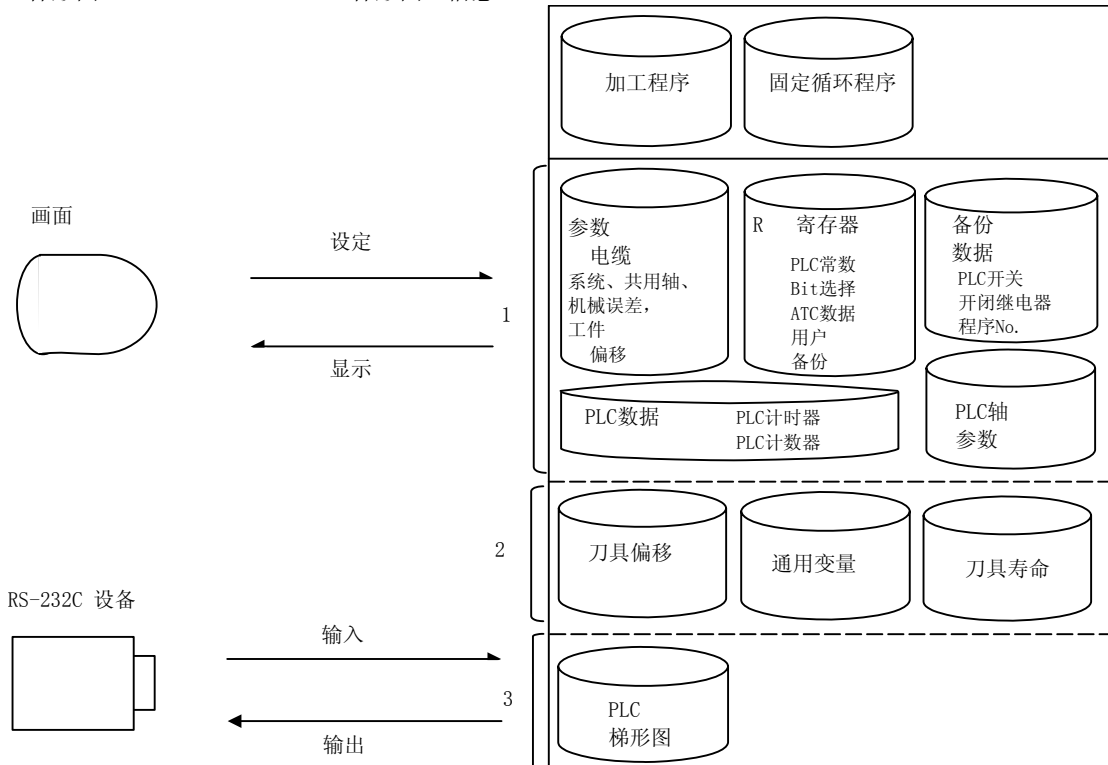 加工程序
固定循环程序
画面
设定
显示
1
参数
电缆
系统、共用轴、
机械误差,
工件
偏移
R 寄存器
PLC常数
Bit选择
ATC数据
用户
备份
备份
数据
PLC开关
开闭继电器
程序No.
PLC数据
PLC计时器
PLC计数器
PLC轴
参数
2
刀具偏移
通用变量
刀具寿命
RS-232C 设备
输入
输出
3
PLC
梯形图